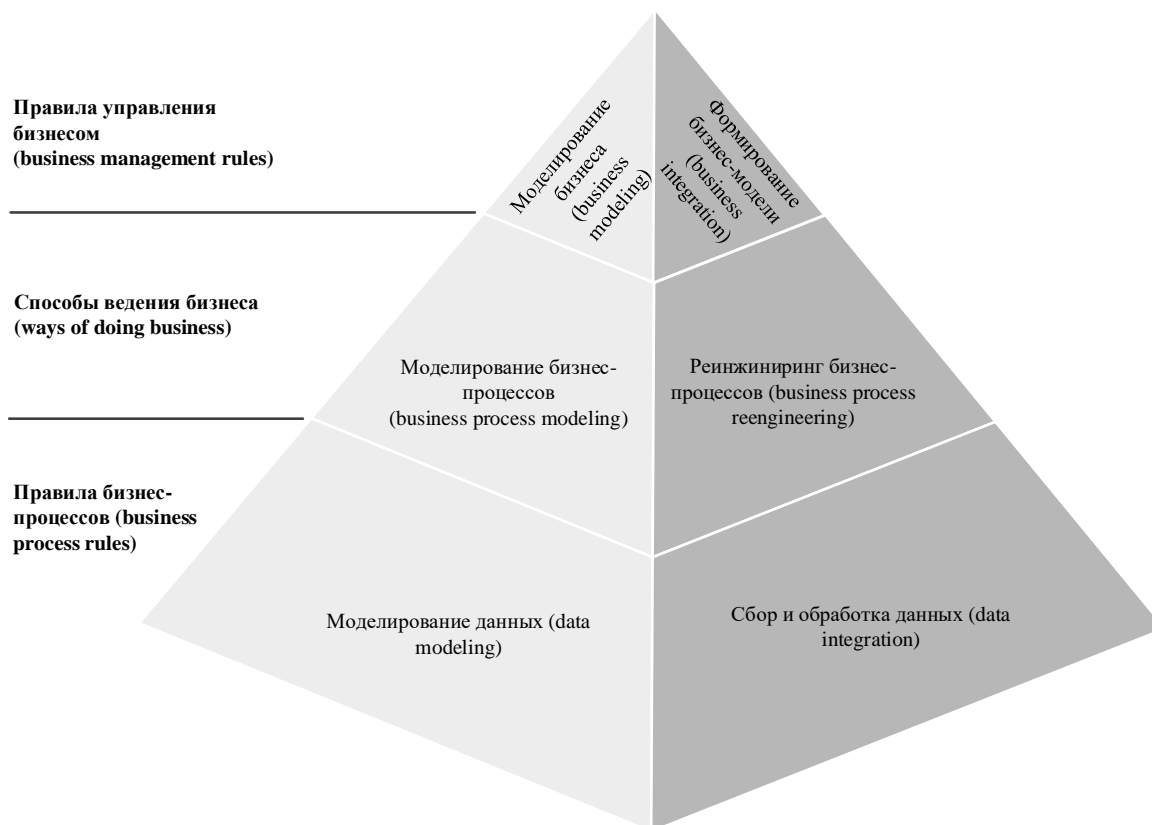 Правила управления
бизнесом
(business management rules)
Моделирование
бизнеса
(business
modeling)
Формирование
бизнес-модели
(business
integration)
Способы ведения бизнеса
(ways of doing business)
Моделирование бизнес-
процессов
(business process modeling)
Реинжиниринг бизнес-
процессов (business process
reengineering)
Правила бизнес-
процессов (business
process rules)
Моделирование данных (data
modeling)
Сбор и обработка данных (data
integration)